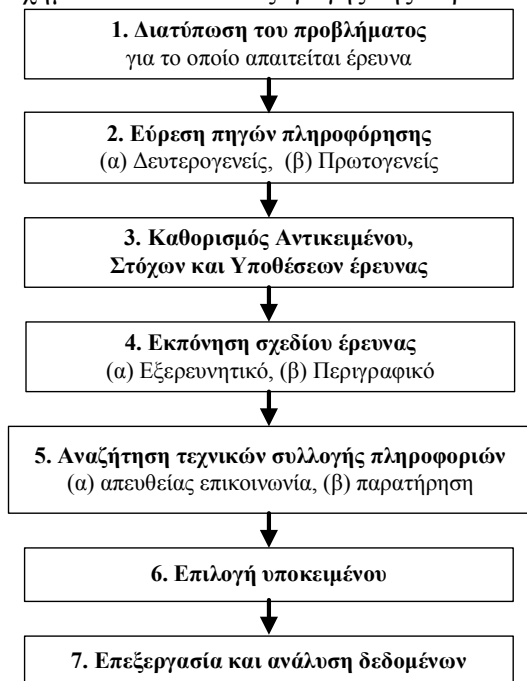 1. Διατύπωση του προβλήματος
για το οποίο απαιτείται έρευνα
2. Εύρεση πηγών πληροφόρησης
(α) Δευτερογενείς, (β) Πρωτογενείς
3. Καθορισμός Αντικειμένου,
Στόχων και Υποθέσεων έρευνας
4. Εκπόνηση σχεδίου έρευνας
(α) Εξερευνητικό, (β) Περιγραφικό
5. Αναζήτηση τεχνικών συλλογής πληροφοριών
(α) απευθείας επικοινωνία, (β) παρατήρηση
6. Επιλογή υποκειμένου
7. Επεξεργασία και ανάλυση δεδομένων